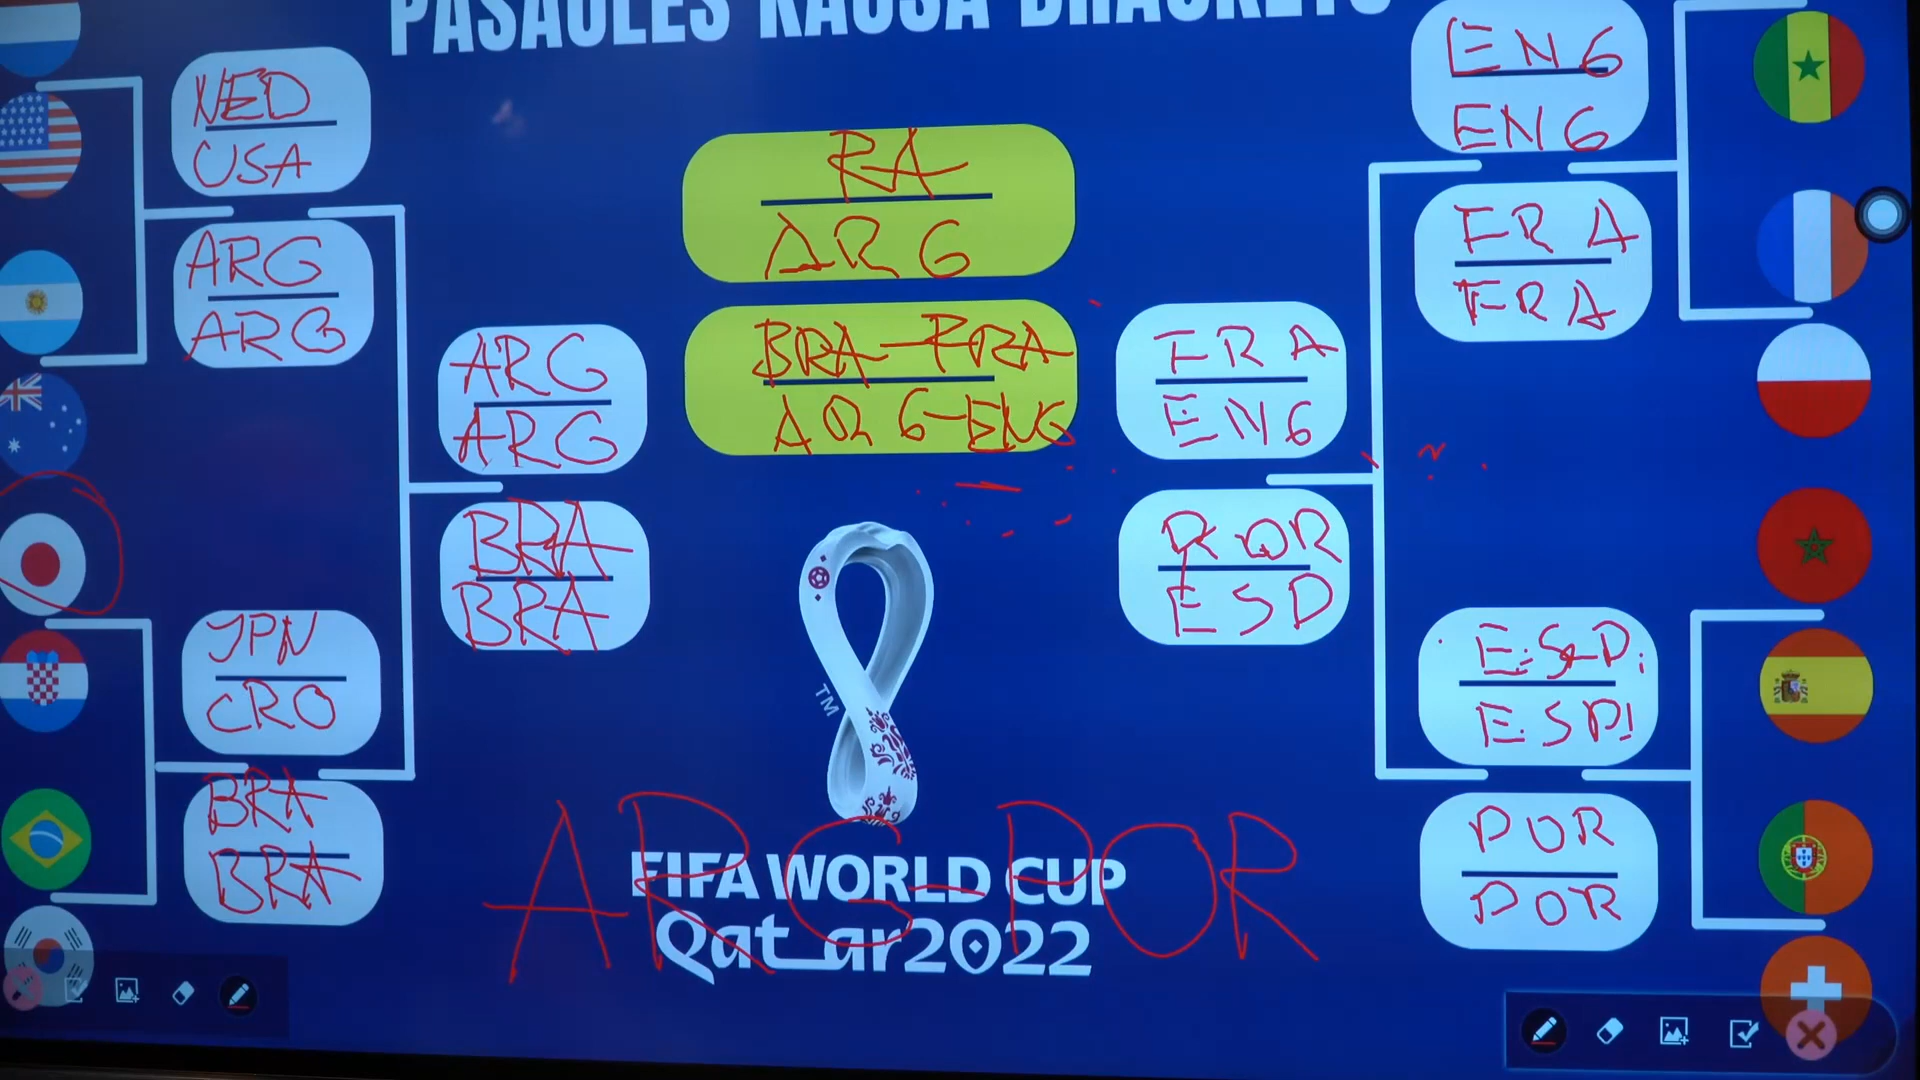 PASAULES KAUSA BRACKETS
NED
USA
ARG
ARG
ARG
ARG
BRA
BRA
JPN
CRO
BRA
BRA
RA
ARG
BRA-FRA
ARG-ENG
ENG
ENG
FRA
FRA
FRA
ENG
POR
ESP
ESP
ESP
POR
POR
TM
FIFA WORLD CUP
Qatar2022
ARG-POR